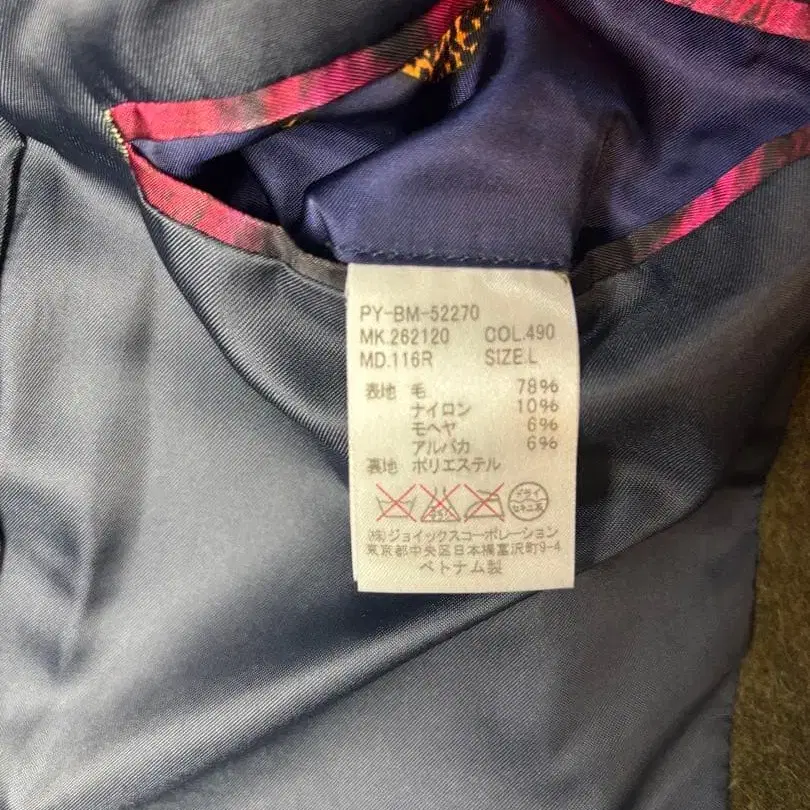 PY-BM-52270
MK.262120 COL.490
MD.116R SIZE.L
表地 毛 78%
ナイロン 10%
モヘヤ 6%
アルパカ 6%
裏地 ポリエステル
ドライ
セキユ系
(株)ジョイックスコーポレーション
東京都中央区日本橋富沢町9-4
ベトナム製